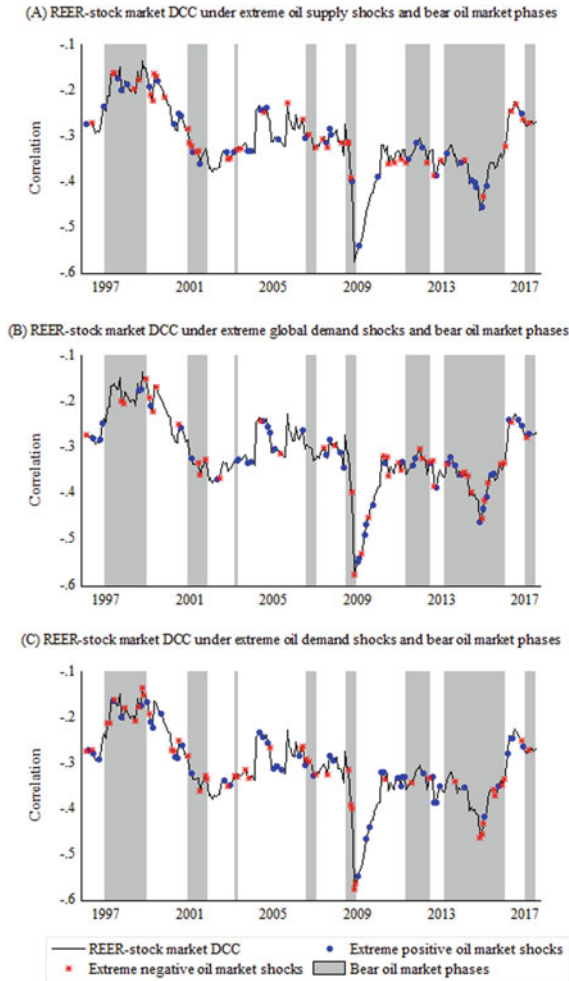 (A) REER-stock market DCC under extreme oil supply shocks and bear oil market phases
Correlation
-.1
-.2
-.3
-.4
-.5
-.6
1997 2001 2005 2009 2013 2017
(B) REER-stock market DCC under extreme global demand shocks and bear oil market phases
Correlation
-.1
-.2
-.3
-.4
-.5
-.6
1997 2001 2005 2009 2013 2017
(C) REER-stock market DCC under extreme oil demand shocks and bear oil market phases
Correlation
-.1
-.2
-.3
-.4
-.5
-.6
1997 2001 2005 2009 2013 2017
REER-stock market DCC Extreme positive oil market shocks
Extreme negative oil market shocks Bear oil market phases